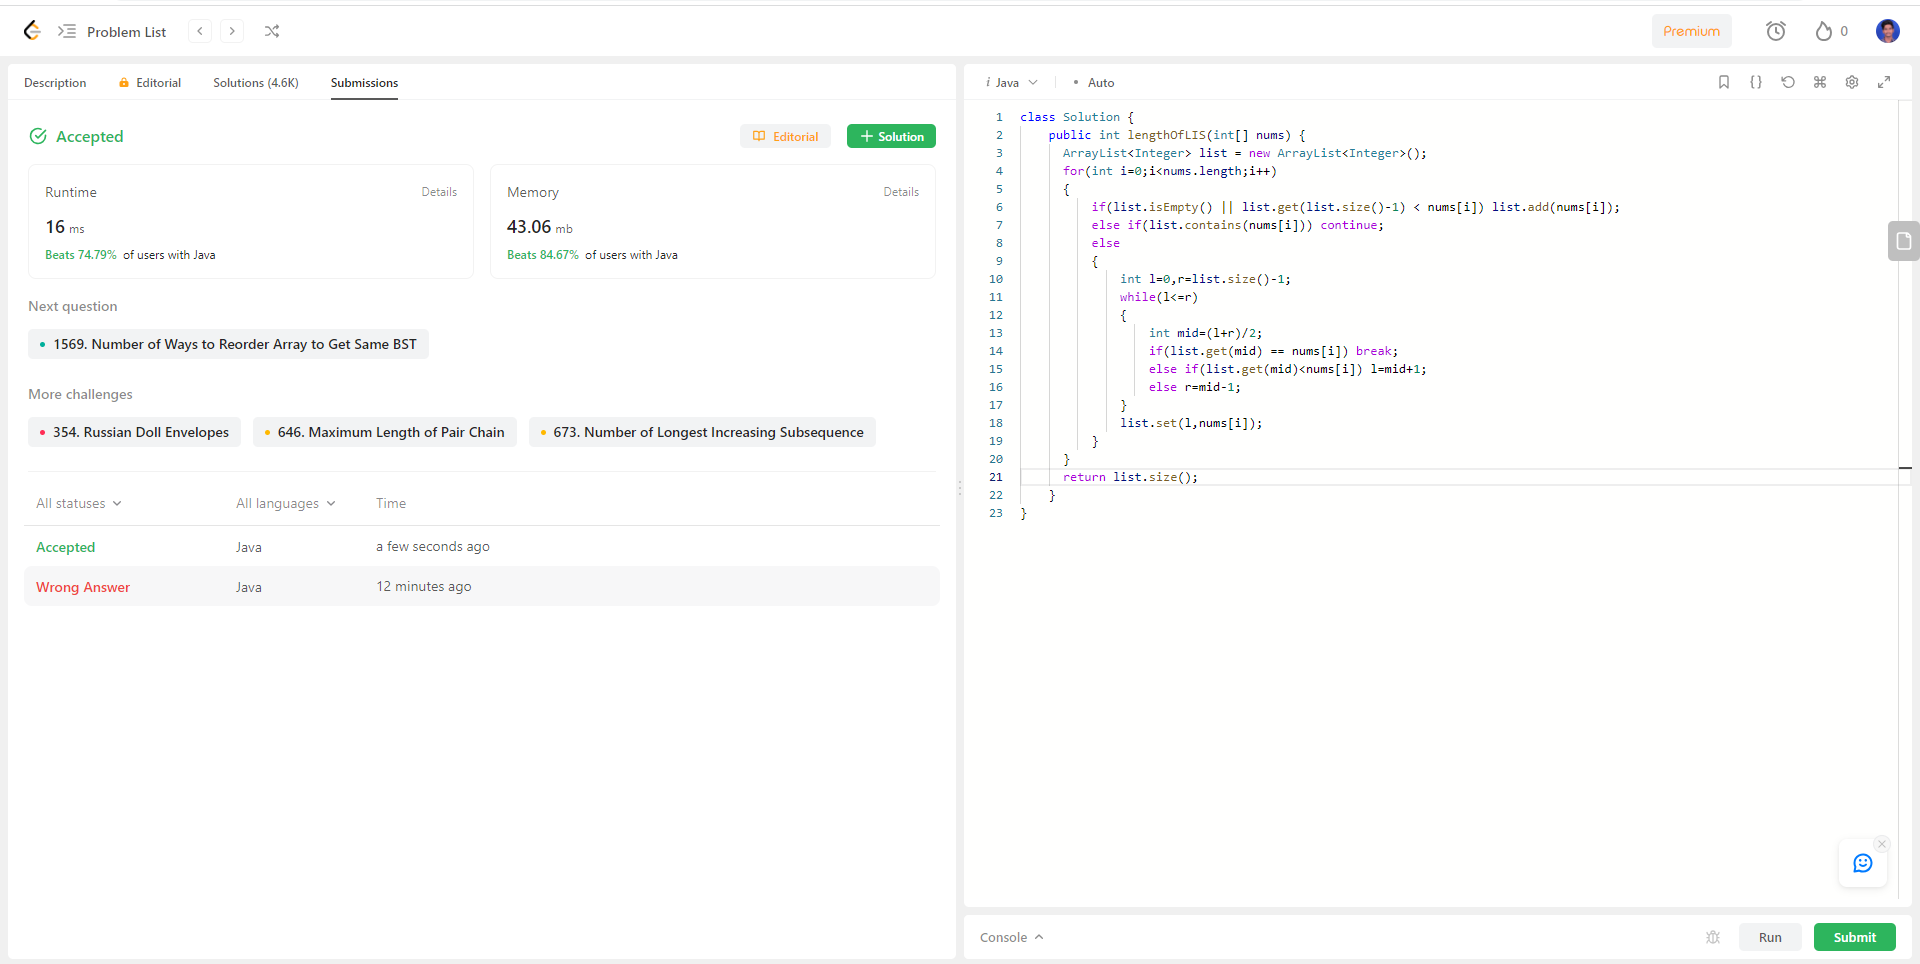 Problem List
Premium
0
Description
Editorial
Solutions (4.6K)
Submissions
Accepted
Editorial
Solution
Runtime
Details
16 ms
Beats 74.79% of users with Java
Memory
Details
43.06 mb
Beats 84.67% of users with Java
Next question
1569. Number of Ways to Reorder Array to Get Same BST
More challenges
354. Russian Doll Envelopes
646. Maximum Length of Pair Chain
673. Number of Longest Increasing Subsequence
All statuses
All languages
Time
Accepted
Java
a few seconds ago
Wrong Answer
Java
12 minutes ago
i Java
• Auto
{}
1 class Solution {
2 public int lengthOfLIS(int[] nums) {
3 ArrayList<Integer> list = new ArrayList<Integer>();
4 for(int i=0;i<nums.length;i++)
5 {
6 if(list.isEmpty() || list.get(list.size()-1) < nums[i]) list.add(nums[i]);
7 else if(list.contains(nums[i])) continue;
8 else
9 {
10 int l=0,r=list.size()-1;
11 while(l<=r)
12 {
13 int mid=(l+r)/2;
14 if(list.get(mid) == nums[i]) break;
15 else if(list.get(mid)<nums[i]) l=mid+1;
16 else r=mid-1;
17 }
18 list.set(l,nums[i]);
19 }
20 }
21 return list.size();
22 }
23 }
Console
Run
Submit